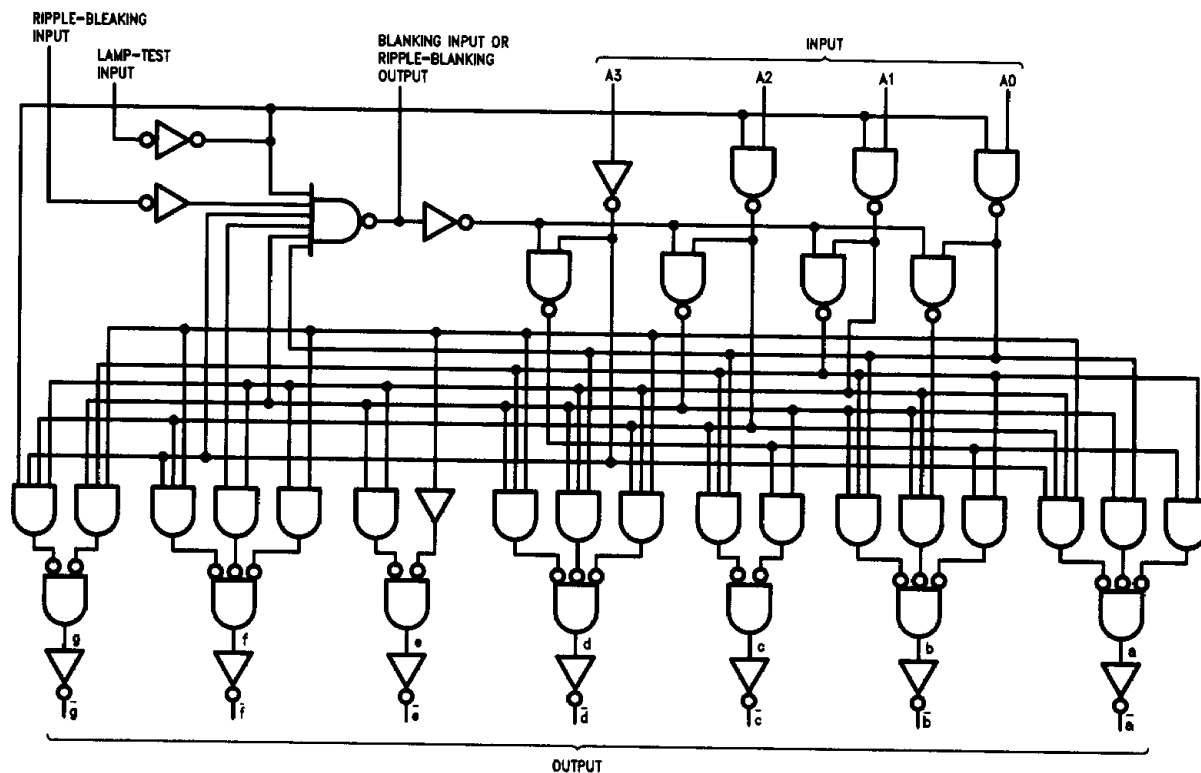 RIPPLE-BLEAKING
INPUT
LAMP-TEST
INPUT
BLANKING INPUT OR
RIPPLE-BLANKING
OUTPUT
INPUT
A3
A2
A1
A0
g
f
e
d
c
b
a
g̅
f̅
e̅
d̅
c̅
b̅
a̅
OUTPUT